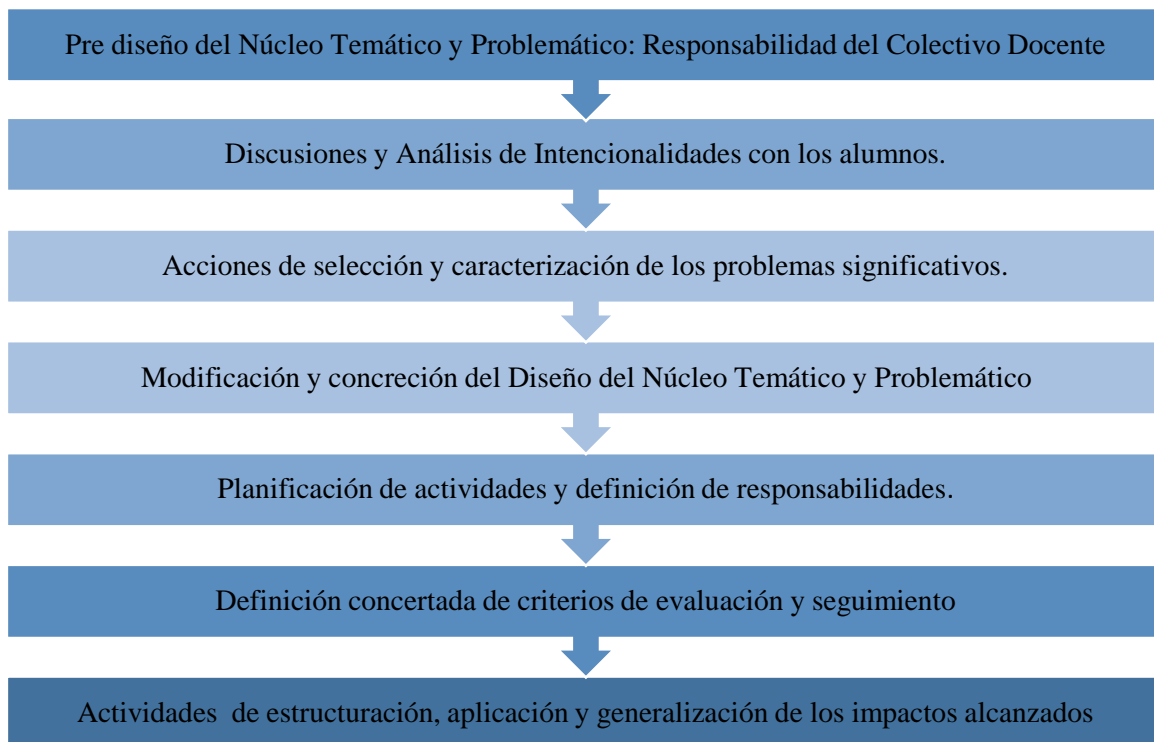 Pre diseño del Núcleo Temático y Problemático: Responsabilidad del Colectivo Docente
Discusiones y Análisis de Intencionalidades con los alumnos.
Acciones de selección y caracterización de los problemas significativos.
Modificación y concreción del Diseño del Núcleo Temático y Problemático
Planificación de actividades y definición de responsabilidades.
Definición concertada de criterios de evaluación y seguimiento
Actividades  de estructuración, aplicación y generalización de los impactos alcanzados